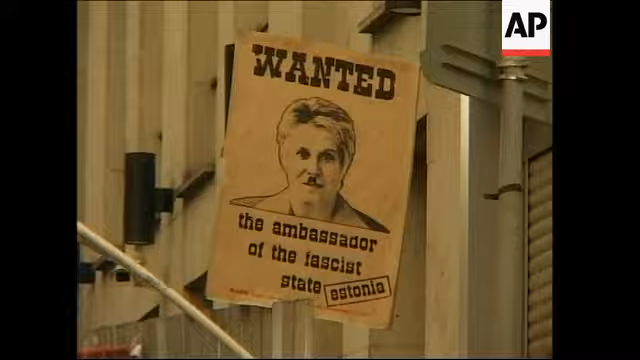 AP
WANTED
the ambassador
of the fascist
state estonia